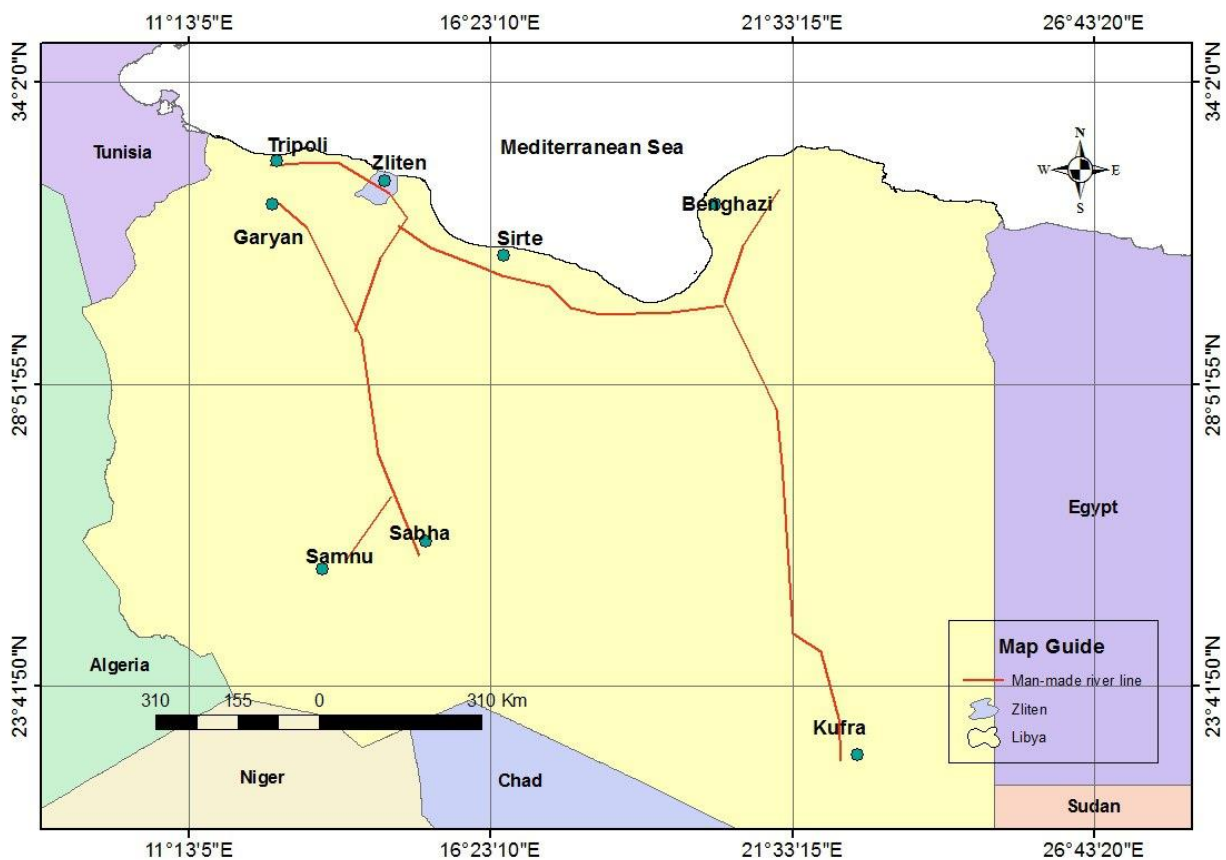 11°13'5"E
16°23'10"E
21°33'15"E
26°43'20"E
34°2'0"N
34°2'0"N
Tunisia
Tripoli
Zliten
Mediterranean Sea
N
W
E
S
Benghazi
Garyan
Sirte
28°51'55"N
28°51'55"N
Egypt
Sabha
Samnu
Algeria
23°41'50"N
23°41'50"N
310 155 0 310 Km
Kufra
Map Guide
Man-made river line
Zliten
Libya
Niger
Chad
Sudan
11°13'5"E
16°23'10"E
21°33'15"E
26°43'20"E